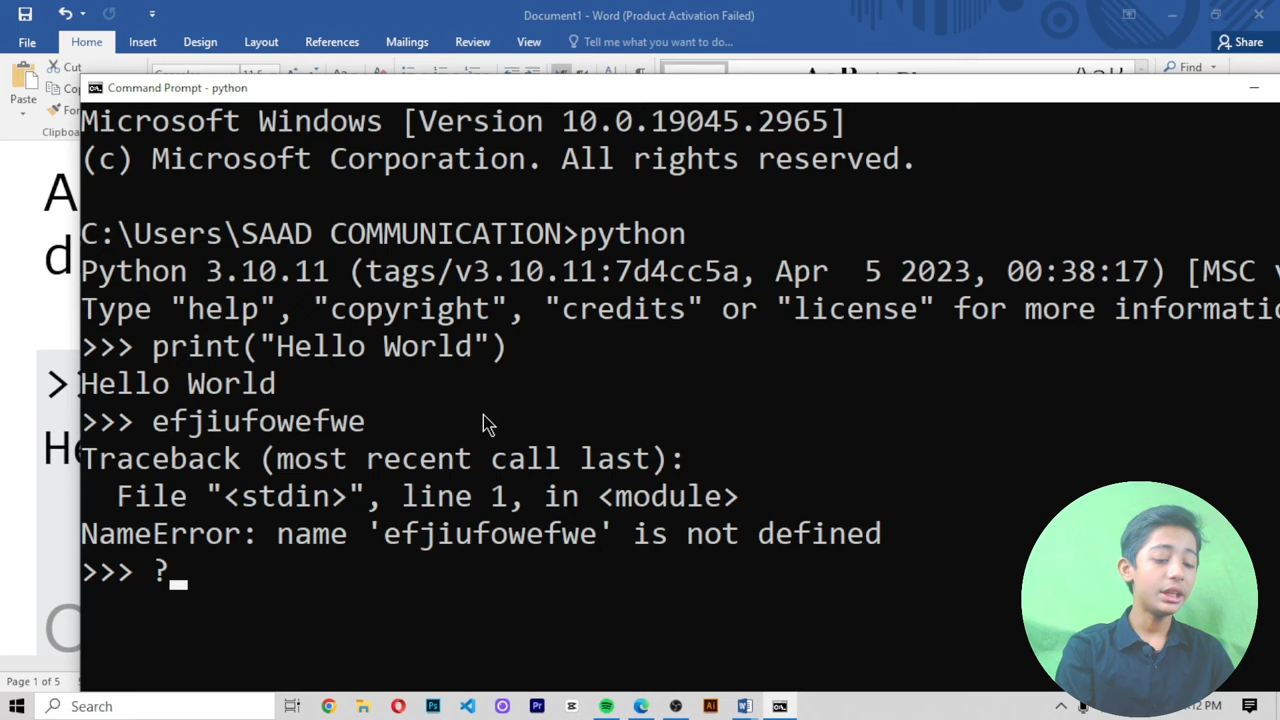 Document1 - Word (Product Activation Failed)
File Home Insert Design Layout References Mailings Review View Tell me what you want to do... Share
Cut
Find
Paste
Clipboard
Command Prompt - python
Microsoft Windows [Version 10.0.19045.2965]
(c) Microsoft Corporation. All rights reserved.
C:\Users\SAAD COMMUNICATION>python
Python 3.10.11 (tags/v3.10.11:7d4cc5a, Apr  5 2023, 00:38:17) [MSC
Type "help", "copyright", "credits" or "license" for more
>>> print("Hello World")
Hello World
>>> efjiufowefwe
Traceback (most recent call last):
  File "<stdin>", line 1, in <module>
NameError: name 'efjiufowefwe' is not defined
>>> ?
Page 1 of 5
Search